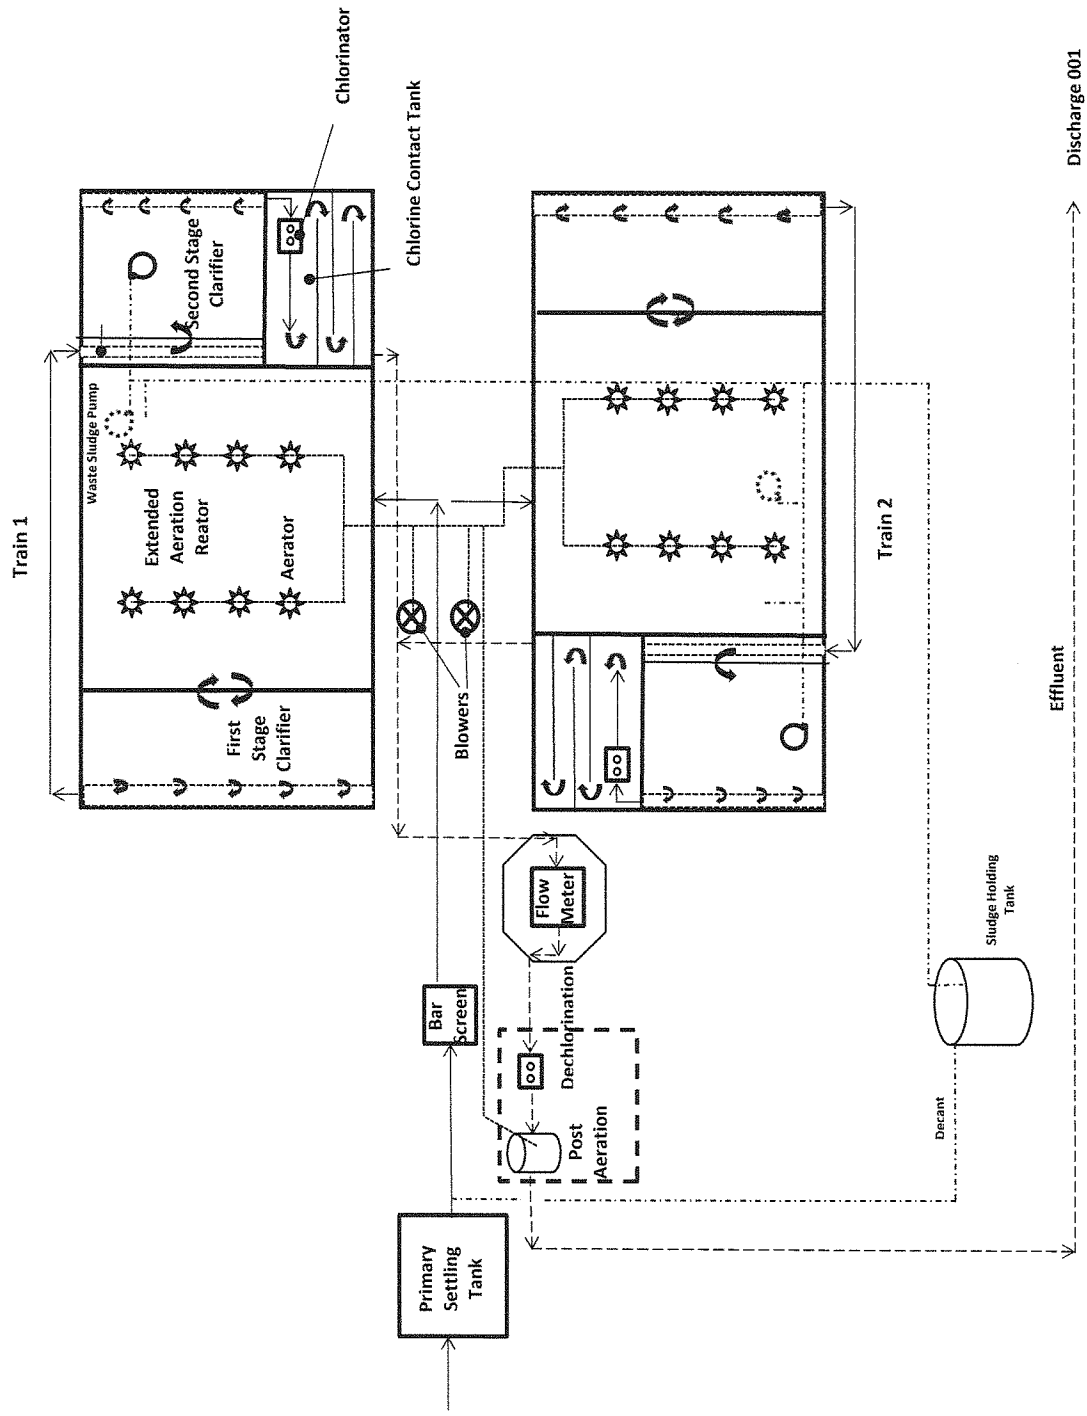 Train 1
Waste Sludge Pump
Extended
Aeration
Reator
Aerator
First
Stage
Clarifier
Second Stage
Clarifier
Chlorinator
Chlorine Contact Tank
Blowers
Train 2
Primary
Settling
Tank
Bar
Screen
Flow
Meter
Dechlorination
Post
Aeration
Decant
Sludge Holding
Tank
Effluent
Discharge 001